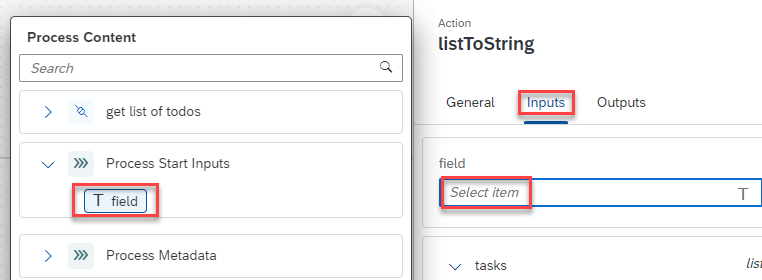 Process Content
Search
get list of todos
Process Start Inputs
T field
Process Metadata
Action
listToString
General Inputs Outputs
field
Select item T
tasks list